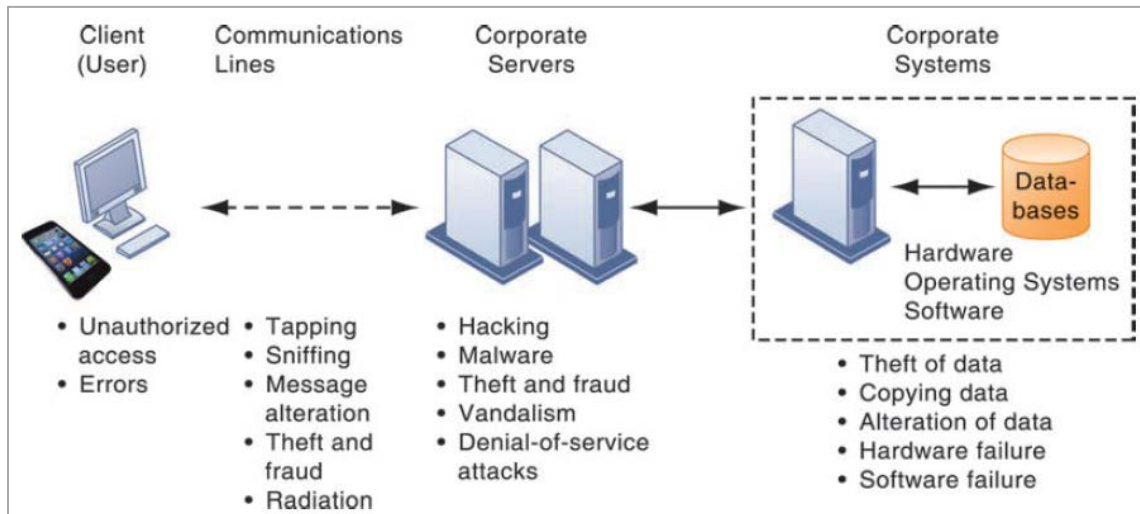 Client
(User)
Communications
Lines
Corporate
Servers
Corporate
Systems
Data-
bases
Hardware
Operating Systems
Software
• Unauthorized
access
• Errors
• Tapping
• Sniffing
• Message
alteration
• Theft and
fraud
• Radiation
• Hacking
• Malware
• Theft and fraud
• Vandalism
• Denial-of-service
attacks
• Theft of data
• Copying data
• Alteration of data
• Hardware failure
• Software failure